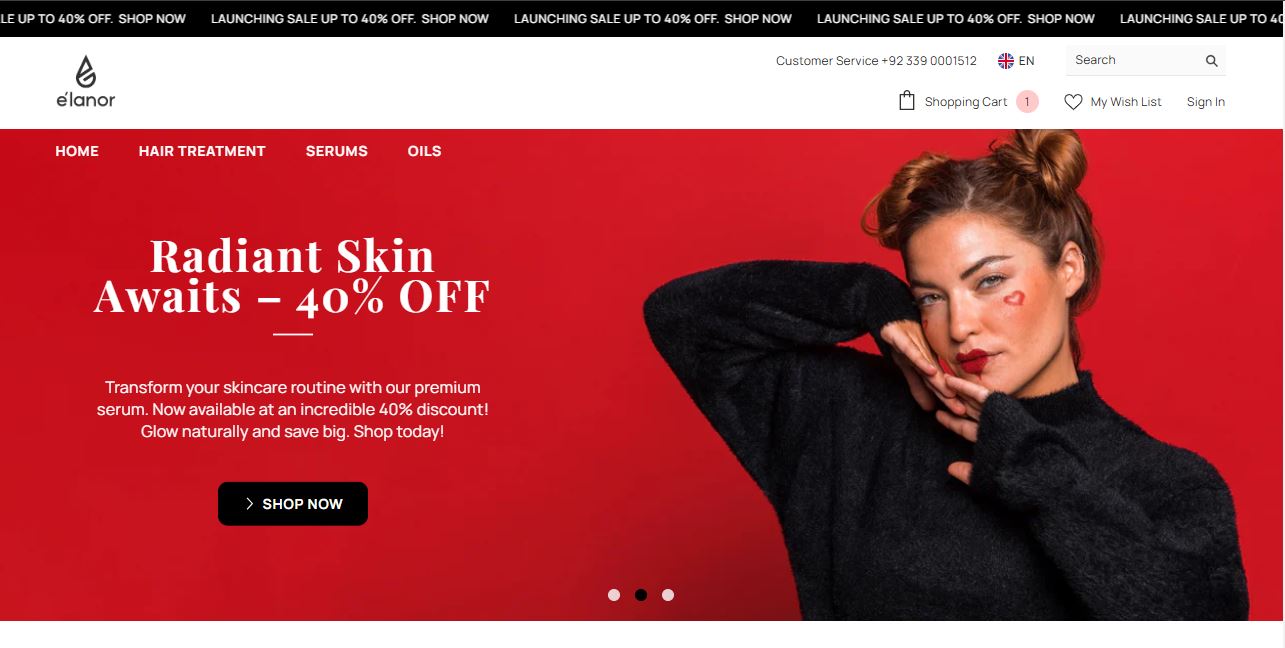 LE UP TO 40% OFF. SHOP NOW LAUNCHING SALE UP TO 40% OFF. SHOP NOW LAUNCHING SALE UP TO 40% OFF. SHOP NOW LAUNCHING SALE UP TO 40% OFF. SHOP NOW LAUNCHING SALE UP TO 40
Customer Service +92 339 0001512 EN Search
e'lanor
Shopping Cart 1 My Wish List Sign In
HOME HAIR TREATMENT SERUMS OILS
Radiant Skin
Awaits – 40% OFF
Transform your skincare routine with our premium
serum. Now available at an incredible 40% discount!
Glow naturally and save big. Shop today!
SHOP NOW